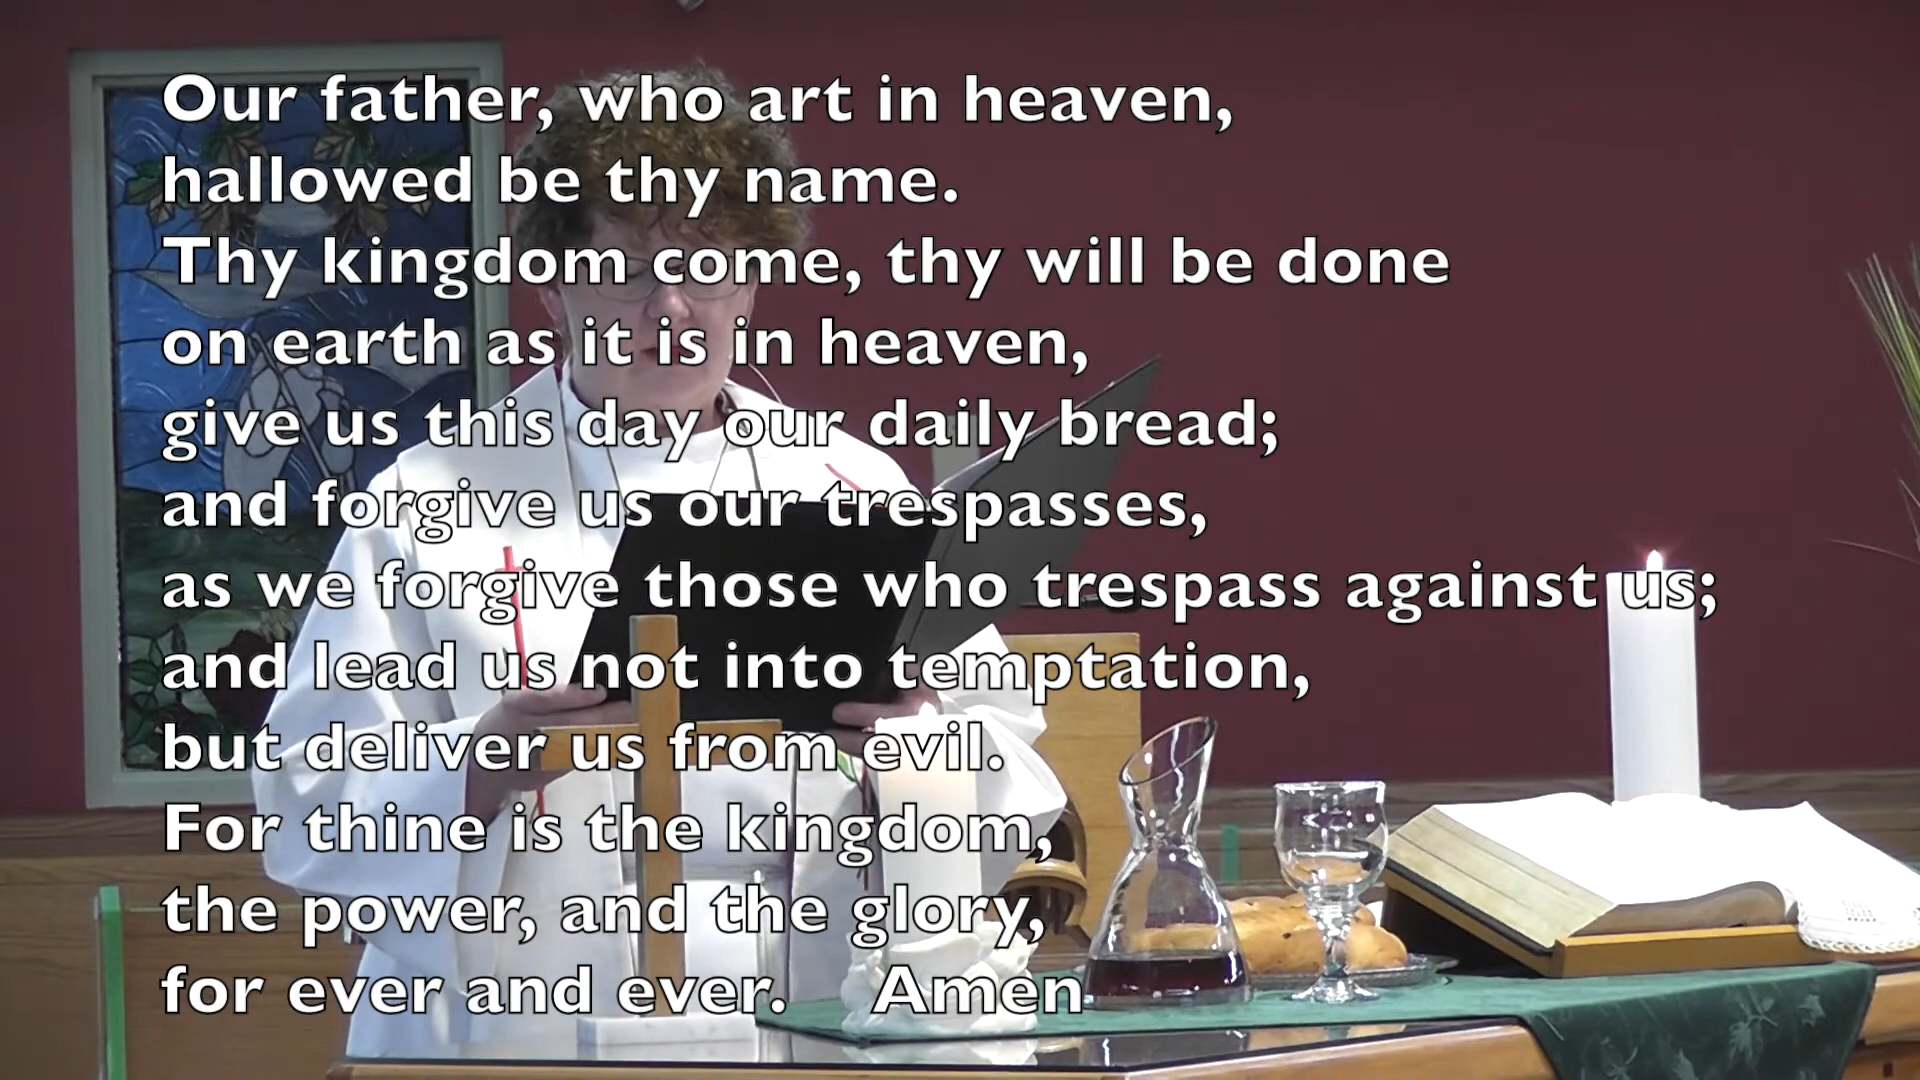 Our father, who art in heaven,
hallowed be thy name.
Thy kingdom come, thy will be done
on earth as it is in heaven,
give us this day our daily bread;
and forgive us our trespasses,
as we forgive those who trespass against us;
and lead us not into temptation,
but deliver us from evil.
For thine is the kingdom,
the power, and the glory,
for ever and ever. Amen